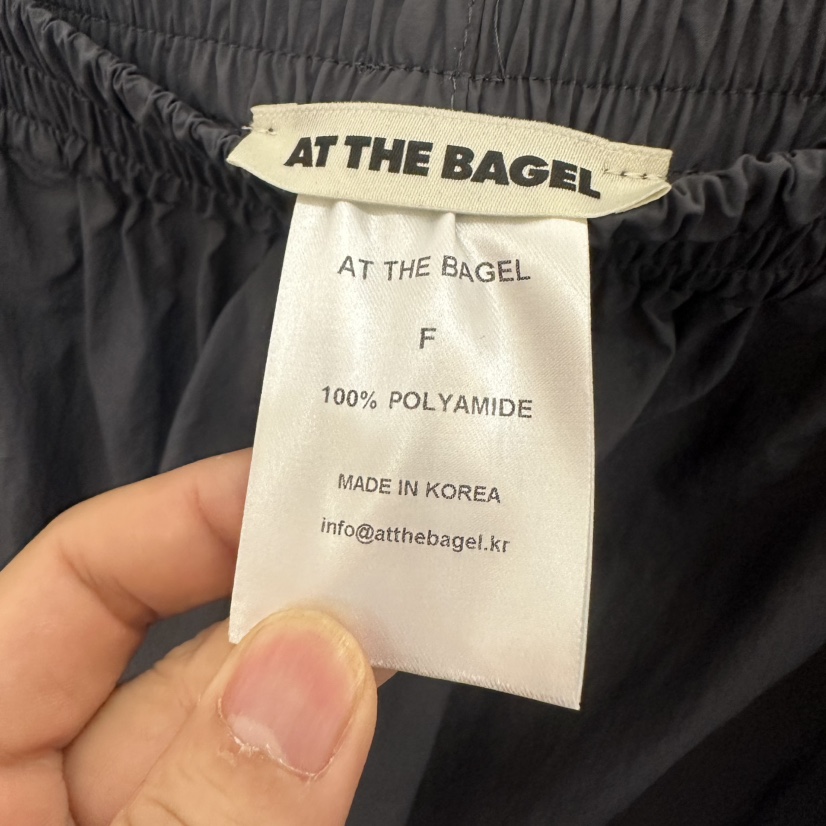 AT THE BAGEL
AT THE BAGEL
F
100% POLYAMIDE
MADE IN KOREA
info@atthebagel.kr